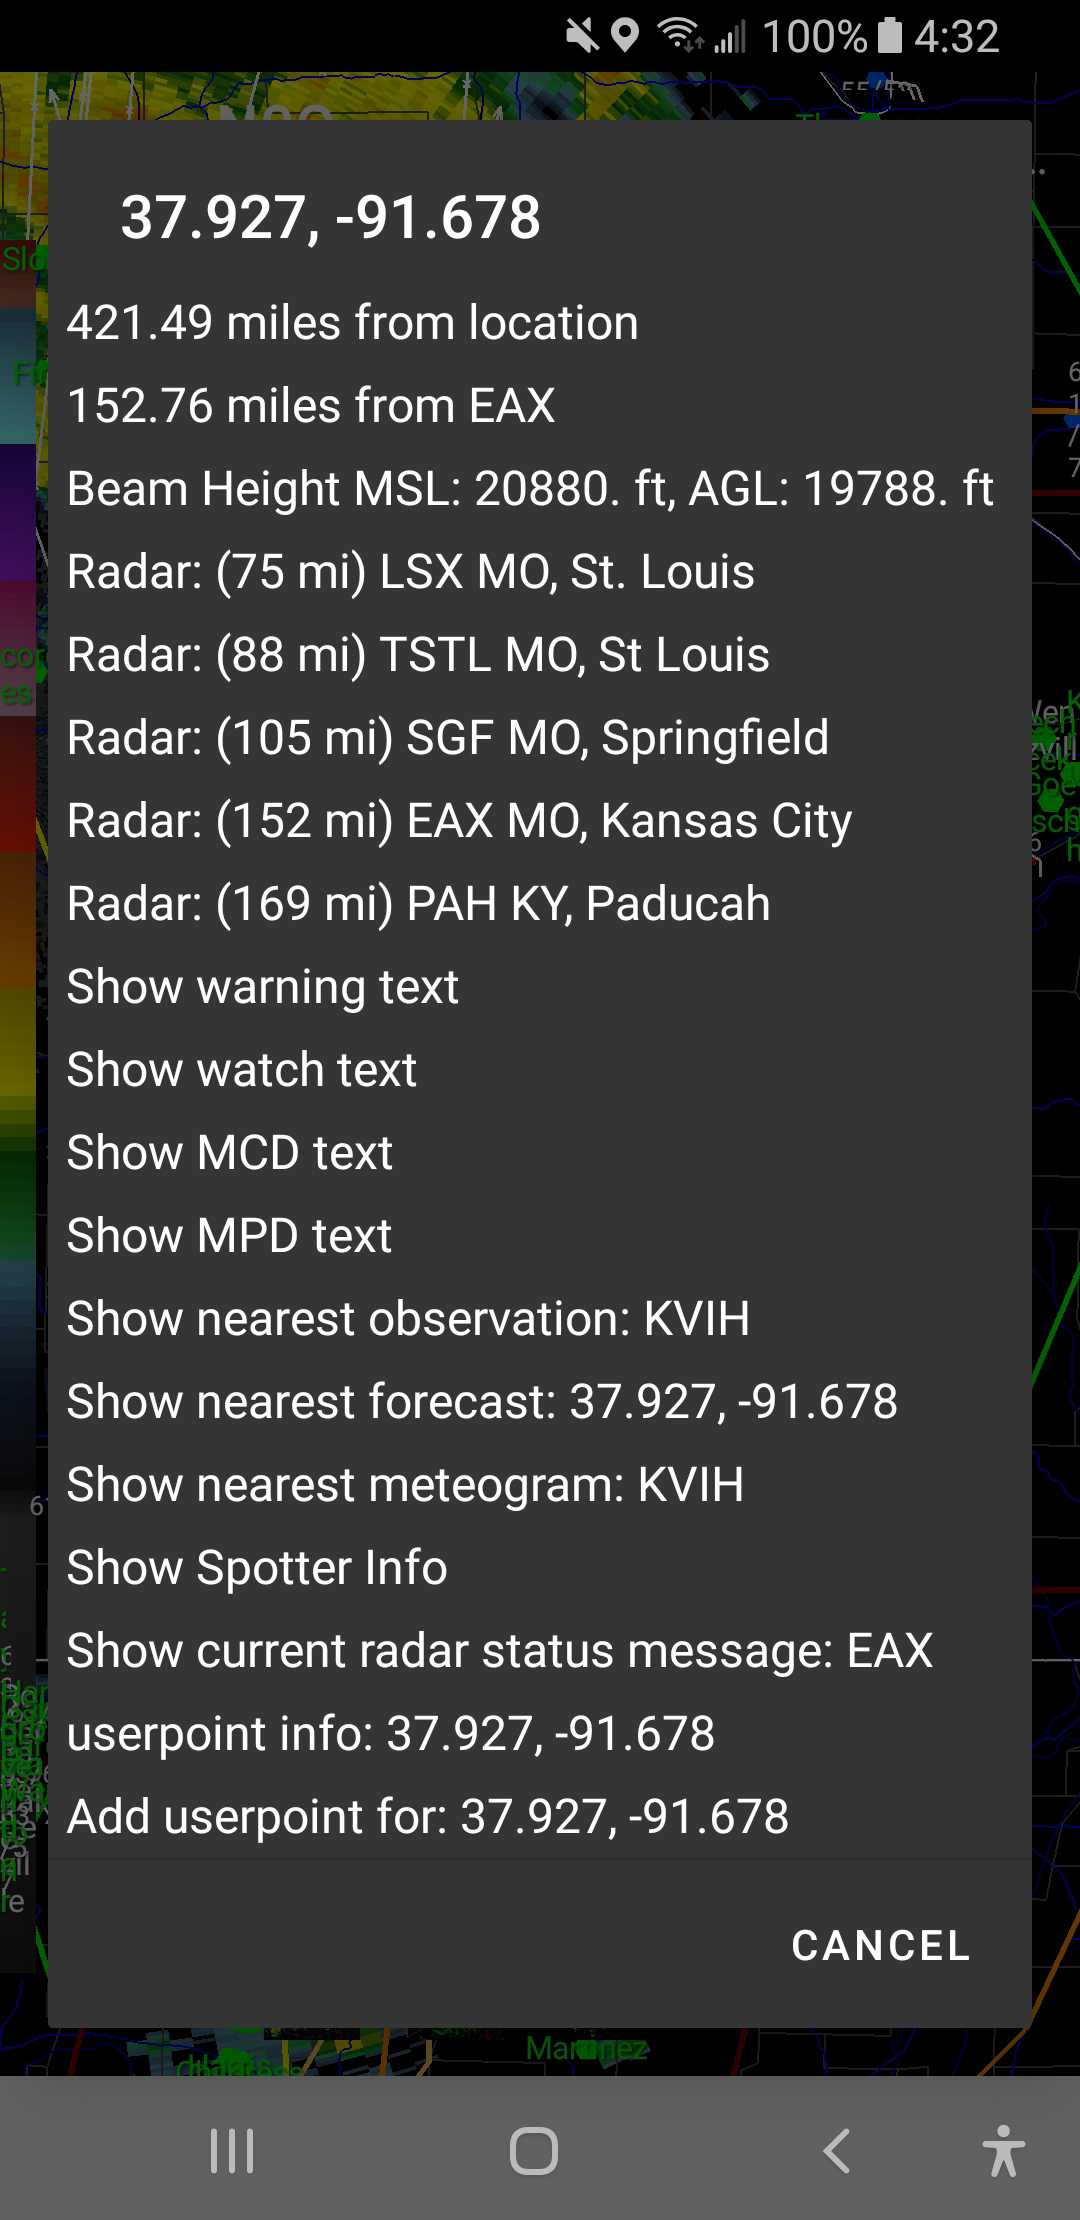 100% 4:32
37.927, -91.678
421.49 miles from location
152.76 miles from EAX
Beam Height MSL: 20880. ft, AGL: 19788. ft
Radar: (75 mi) LSX MO, St. Louis
Radar: (88 mi) TSTL MO, St Louis
Radar: (105 mi) SGF MO, Springfield
Radar: (152 mi) EAX MO, Kansas City
Radar: (169 mi) PAH KY, Paducah
Show warning text
Show watch text
Show MCD text
Show MPD text
Show nearest observation: KVIH
Show nearest forecast: 37.927, -91.678
Show nearest meteogram: KVIH
Show Spotter Info
Show current radar status message: EAX
userpoint info: 37.927, -91.678
Add userpoint for: 37.927, -91.678
CANCEL
Martinez